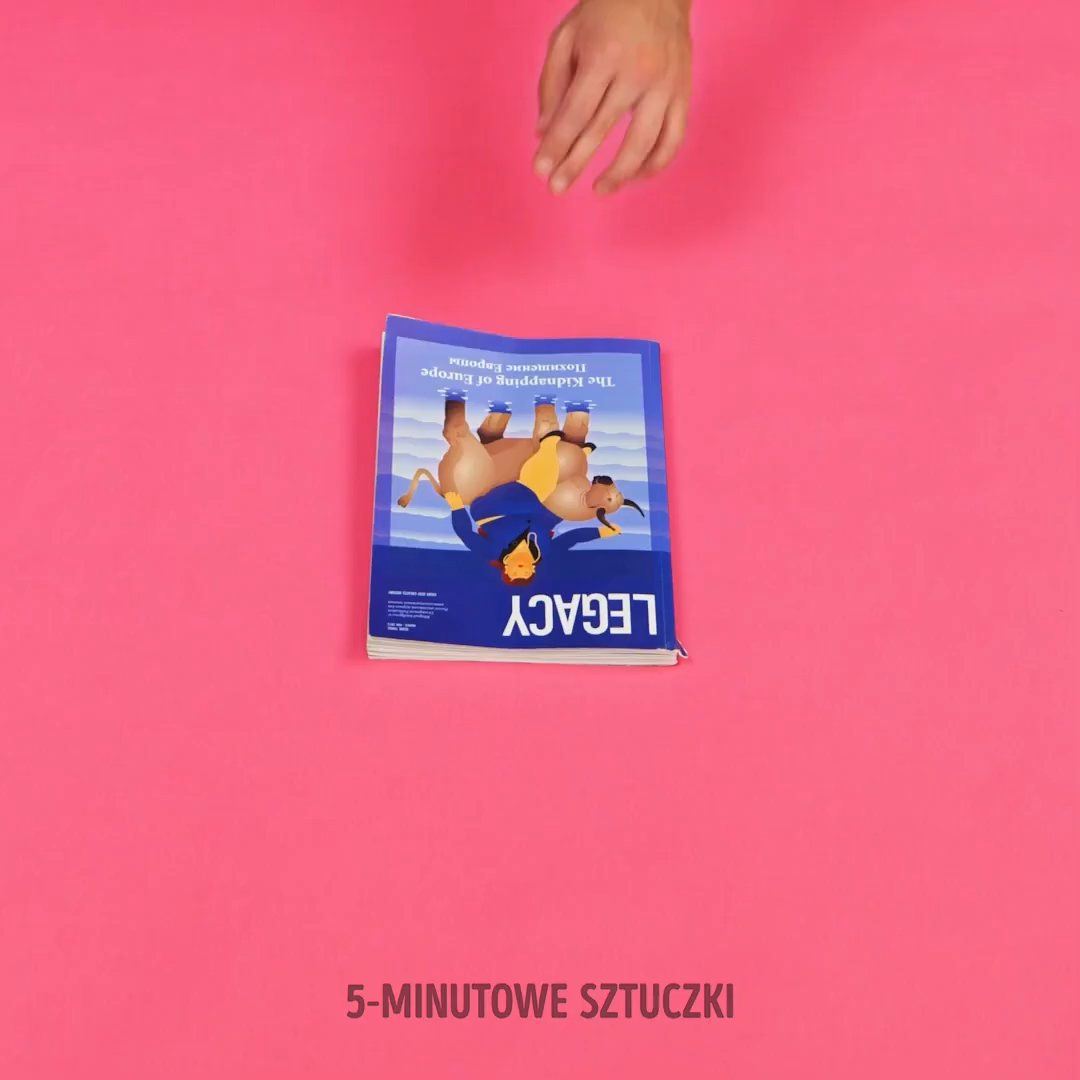 LEGACY
The Kidnapping of Europe
Похищение Европы
5-MINUTOWE SZTUCZKI